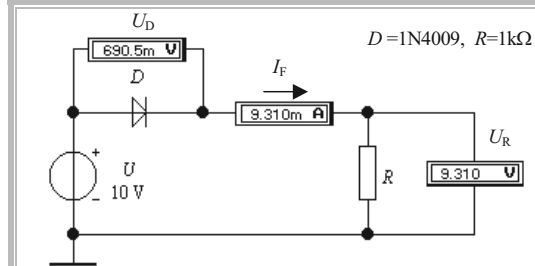 U_D
690.5m V
D =1N4009, R=1kΩ
D
I_F
9.310m A
U_R
+
U
10 V
-
R
9.310 V